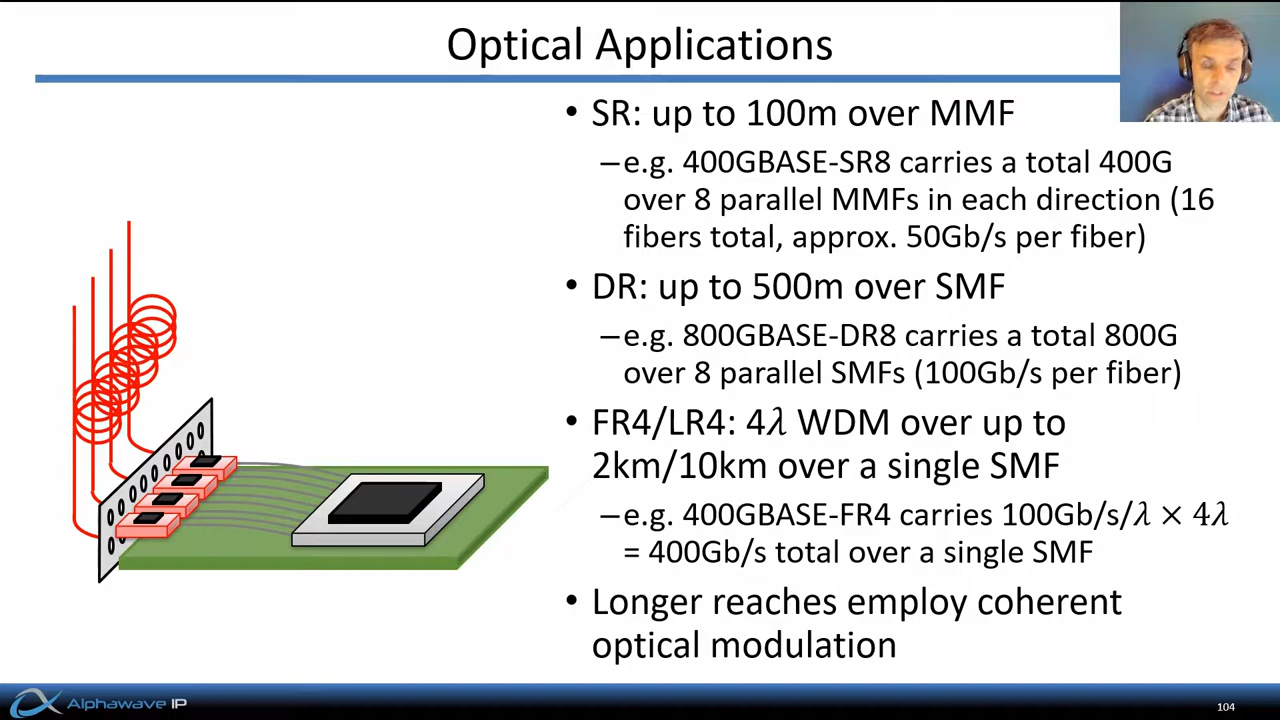 Optical Applications
• SR: up to 100m over MMF
–e.g. 400GBASE-SR8 carries a total 400G
over 8 parallel MMFs in each direction (16
fibers total, approx. 50Gb/s per fiber)
• DR: up to 500m over SMF
–e.g. 800GBASE-DR8 carries a total 800G
over 8 parallel SMFs (100Gb/s per fiber)
• FR4/LR4: 4𝜆 WDM over up to
2km/10km over a single SMF
–e.g. 400GBASE-FR4 carries 100Gb/s/𝜆 × 4𝜆
= 400Gb/s total over a single SMF
• Longer reaches employ coherent
optical modulation
Alphawave IP
104